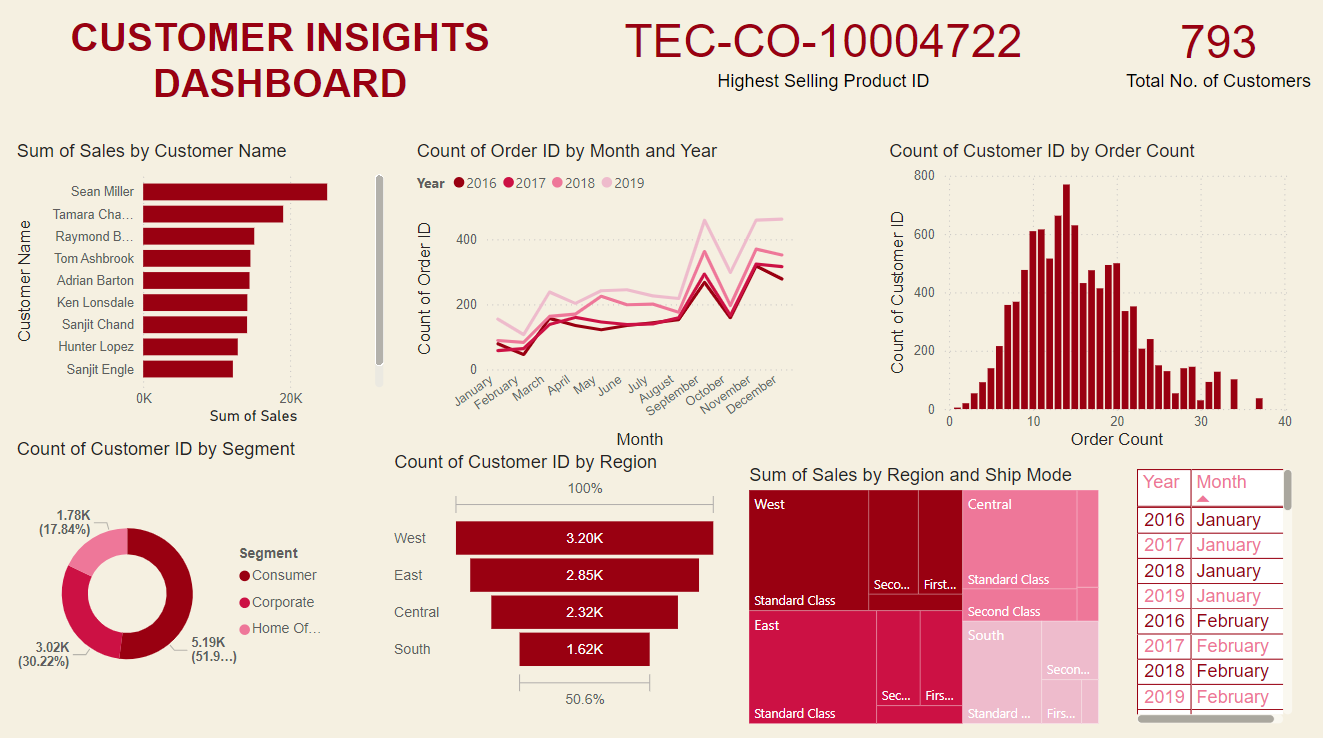 CUSTOMER INSIGHTS
DASHBOARD
TEC-CO-10004722
Highest Selling Product ID
793
Total No. of Customers
Sum of Sales by Customer Name
Customer Name
Sean Miller
Tamara Cha...
Raymond B...
Tom Ashbrook
Adrian Barton
Ken Lonsdale
Sanjit Chand
Hunter Lopez
Sanjit Engle
0K 20K
Sum of Sales
Count of Order ID by Month and Year
Year 2016 2017 2018 2019
Count of Order ID
400
200
0
January
February
March
April
May
June
July
August
September
October
November
December
Month
Count of Customer ID by Order Count
Count of Customer ID
800
600
400
200
0
0 10 20 30 40
Order Count
Count of Customer ID by Segment
1.78K
(17.84%)
3.02K
(30.22%)
5.19K
(51.9...)
Segment
Consumer
Corporate
Home Of...
Count of Customer ID by Region
100%
West 3.20K
East 2.85K
Central 2.32K
South 1.62K
50.6%
Sum of Sales by Region and Ship Mode
West
Standard Class
Seco...
First...
East
Standard Class
Sec...
Firs...
Central
Standard Class
Second Class
South
Standard ...
Secon...
Firs...
Year Month
2016 January
2017 January
2018 January
2019 January
2016 February
2017 February
2018 February
2019 February